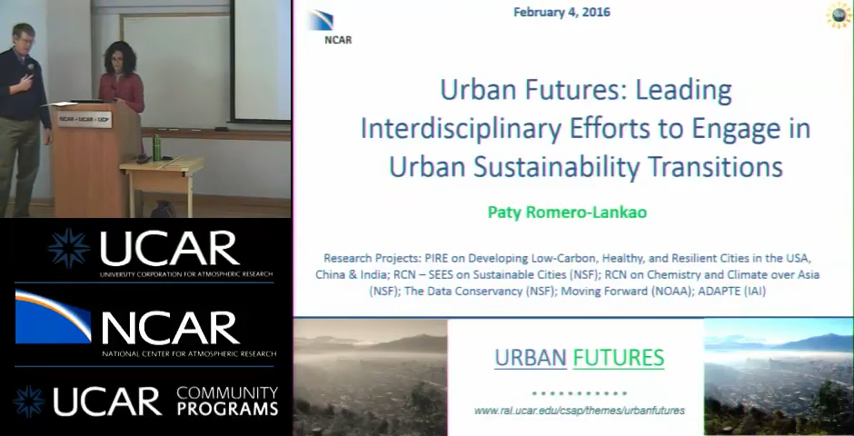 February 4, 2016
NCAR
Urban Futures: Leading
Interdisciplinary Efforts to Engage in
Urban Sustainability Transitions
Paty Romero-Lankao
Research Projects: PIRE on Developing Low-Carbon, Healthy, and Resilient Cities in the USA,
China & India; RCN – SEES on Sustainable Cities (NSF); RCN on Chemistry and Climate over Asia
(NSF); The Data Conservancy (NSF); Moving Forward (NOAA); ADAPTE (IAI)
URBAN FUTURES
www.ral.ucar.edu/csap/themes/urbanfutures
NCAR - UCAR - UCP
UCAR
UNIVERSITY CORPORATION FOR ATMOSPHERIC RESEARCH
NCAR
NATIONAL CENTER FOR ATMOSPHERIC RESEARCH
UCAR COMMUNITY
PROGRAMS